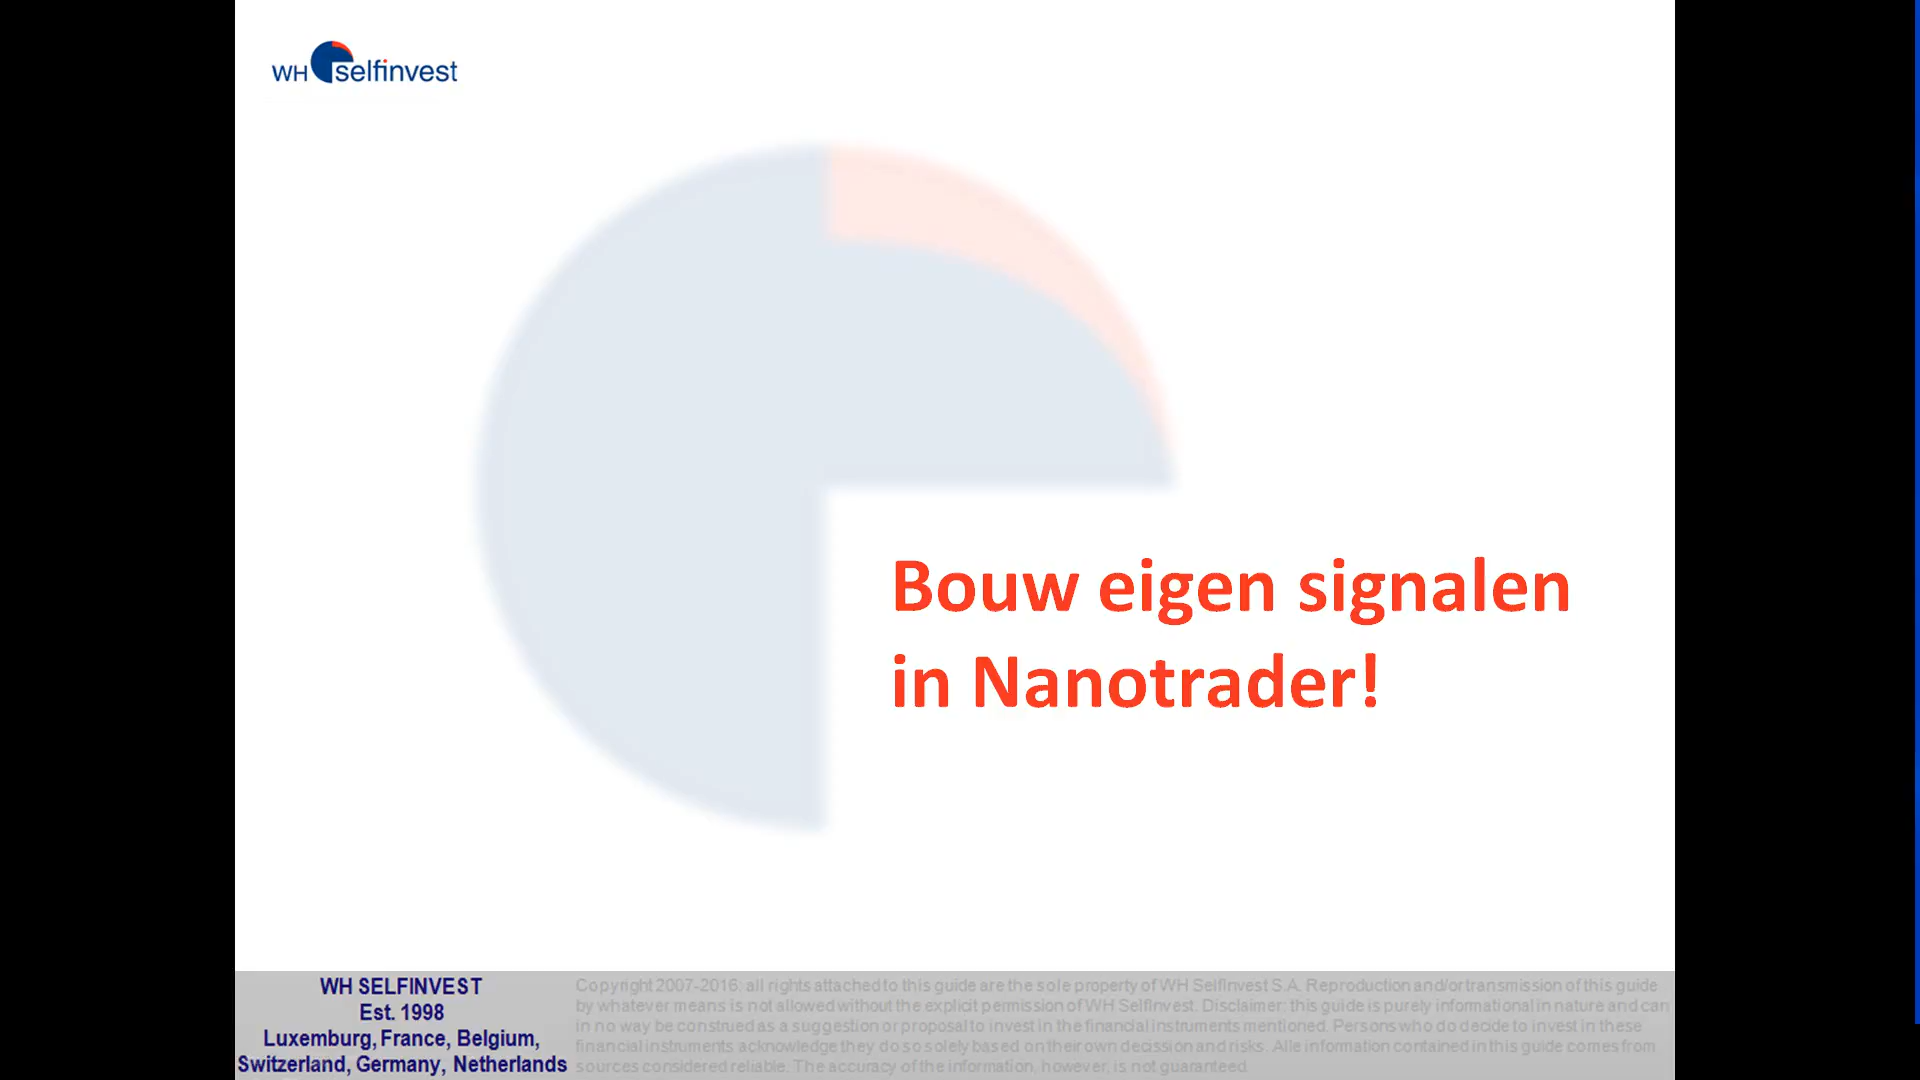 WH selfinvest
Bouw eigen signalen
in Nanotrader!
WH SELFINVEST
Est. 1998
Luxemburg, France, Belgium,
Switzerland, Germany, Netherlands
Copyright 2007-2016: all rights attached to this guide are the sole property of WH SelfInvest S.A. Reproduction and/or transmission of this guide
by whatever means is not allowed without the explicit permission of WH SelfInvest. Disclaimer: this guide is purely informational in nature and can
in no way be construed as a suggestion or proposal to invest in the financial instruments mentioned. Persons who do decide to invest in these
financial instruments acknowledge they do so solely based on their own decission and risks. Alle information contained in this guide comes from
sources considered reliable. The accuracy of the information, however, is not guaranteed.